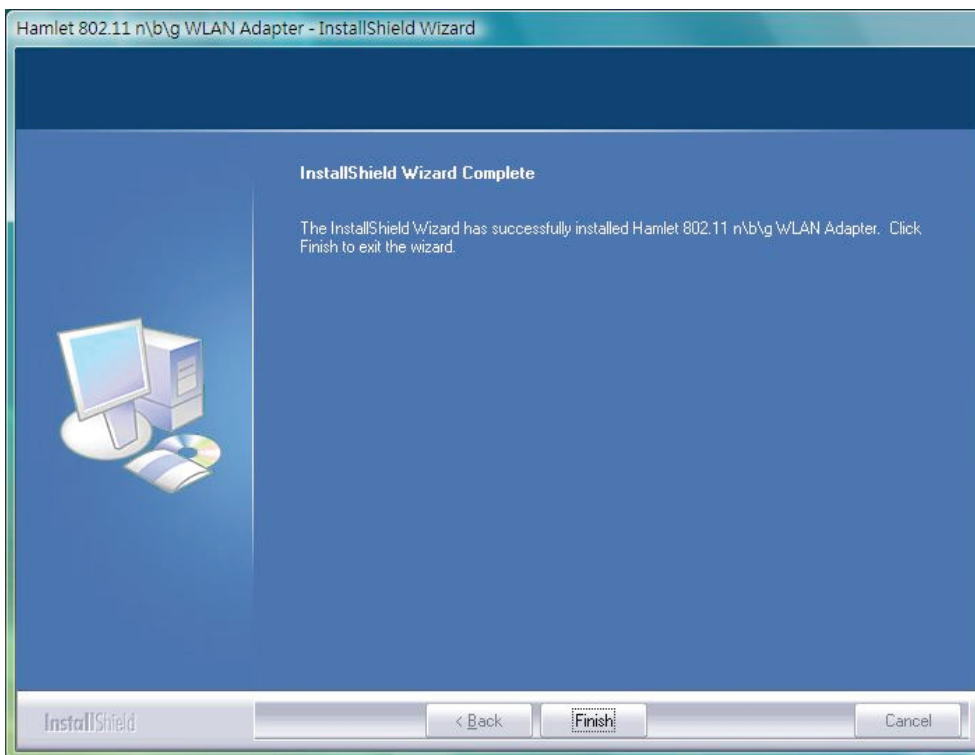 Hamlet 802.11 n\b\g WLAN Adapter - InstallShield Wizard
InstallShield Wizard Complete
The InstallShield Wizard has successfully installed Hamlet 802.11 n\b\g WLAN Adapter. Click
Finish to exit the wizard.
InstallShield
< Back
Finish
Cancel